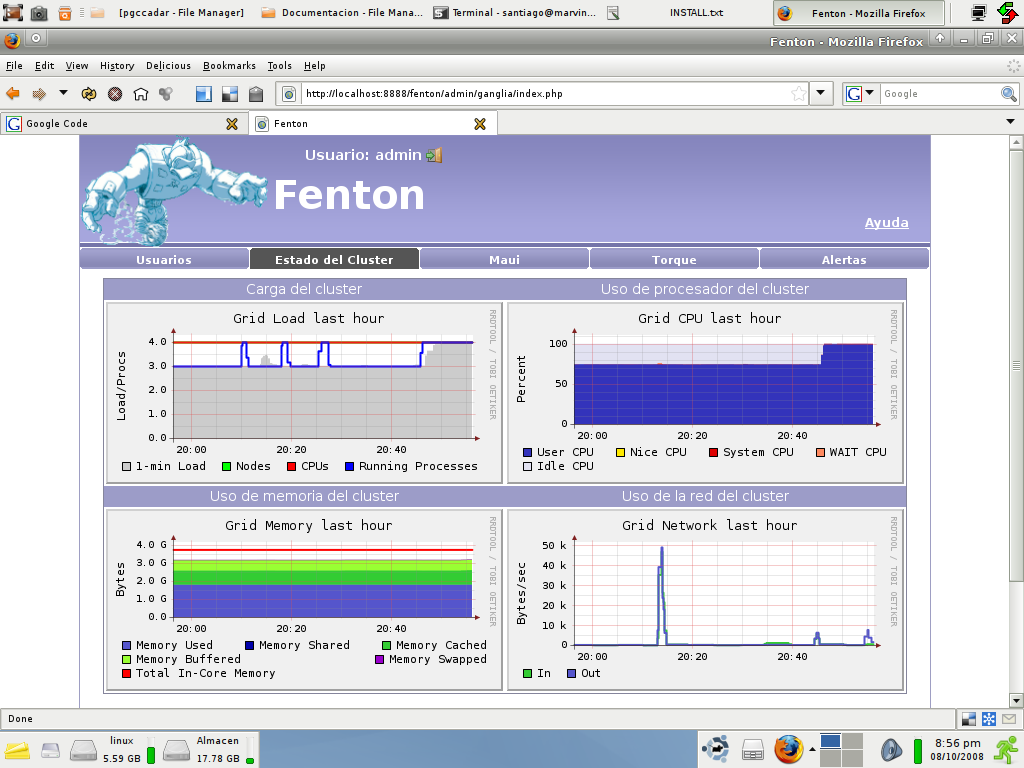 [pgccadar - File Manager]
Documentacion - File Mana...
Terminal - santiago@marvin...
INSTALL.txt
Fenton - Mozilla Firefox
Fenton - Mozilla Firefox
File Edit View History Delicious Bookmarks Tools Help
http://localhost:8888/fenton/admin/ganglia/index.php
G Google
G Google Code
Fenton
Usuario: admin
Fenton
Ayuda
Usuarios
Estado del Cluster
Maui
Torque
Alertas
Carga del cluster
Grid Load last hour
RRDTOOL / TOBI OETIKER
Load/Procs
4.0
3.0
2.0
1.0
0.0
20:00 20:20 20:40
1-min Load Nodes CPUs Running Processes
Uso de procesador del cluster
Grid CPU last hour
RRDTOOL / TOBI OETIKER
Percent
100
50
0
20:00 20:20 20:40
User CPU Nice CPU System CPU WAIT CPU
Idle CPU
Uso de memoria del cluster
Grid Memory last hour
RRDTOOL / TOBI OETIKER
Bytes
4.0 G
3.0 G
2.0 G
1.0 G
0.0
20:00 20:20 20:40
Memory Used Memory Shared Memory Cached
Memory Buffered Memory Swapped
Total In-Core Memory
Uso de la red del cluster
Grid Network last hour
RRDTOOL / TOBI OETIKER
Bytes/sec
50 k
40 k
30 k
20 k
10 k
0
20:00 20:20 20:40
In Out
Done
linux
5.59 GB
Almacen
17.78 GB
8:56 pm
08/10/2008